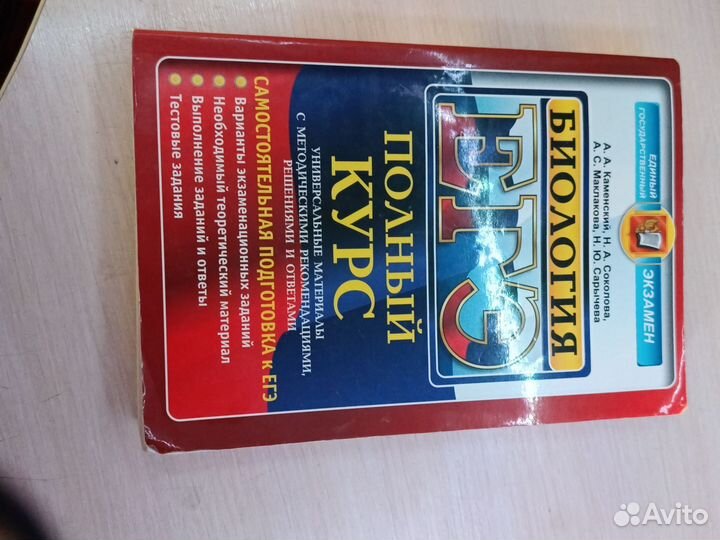 ЕДИНЫЙ
ГОСУДАРСТВЕННЫЙ
ЭКЗАМЕН
А. А. Каменский, Н. А. Соколова,
А. С. Маклакова, Н. Ю. Сарычева
БИОЛОГИЯ
ЕГЭ
ПОЛНЫЙ
КУРС
УНИВЕРСАЛЬНЫЕ МАТЕРИАЛЫ
С МЕТОДИЧЕСКИМИ РЕКОМЕНДАЦИЯМИ,
РЕШЕНИЯМИ И ОТВЕТАМИ
САМОСТОЯТЕЛЬНАЯ ПОДГОТОВКА К ЕГЭ
Варианты экзаменационных заданий
Необходимый теоретический материал
Выполнение заданий и ответы
Тестовые задания
Avito